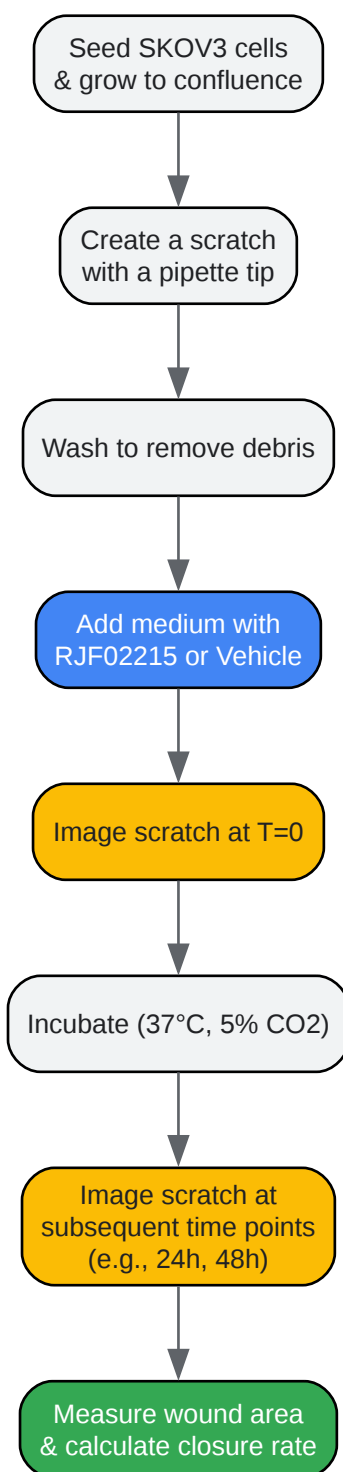 Seed SKOV3 cells
& grow to confluence
Create a scratch
with a pipette tip
Wash to remove debris
Add medium with
RJF02215 or Vehicle
Image scratch at T=0
Incubate (37°C, 5% CO2)
Image scratch at
subsequent time points
(e.g., 24h, 48h)
Measure wound area
& calculate closure rate